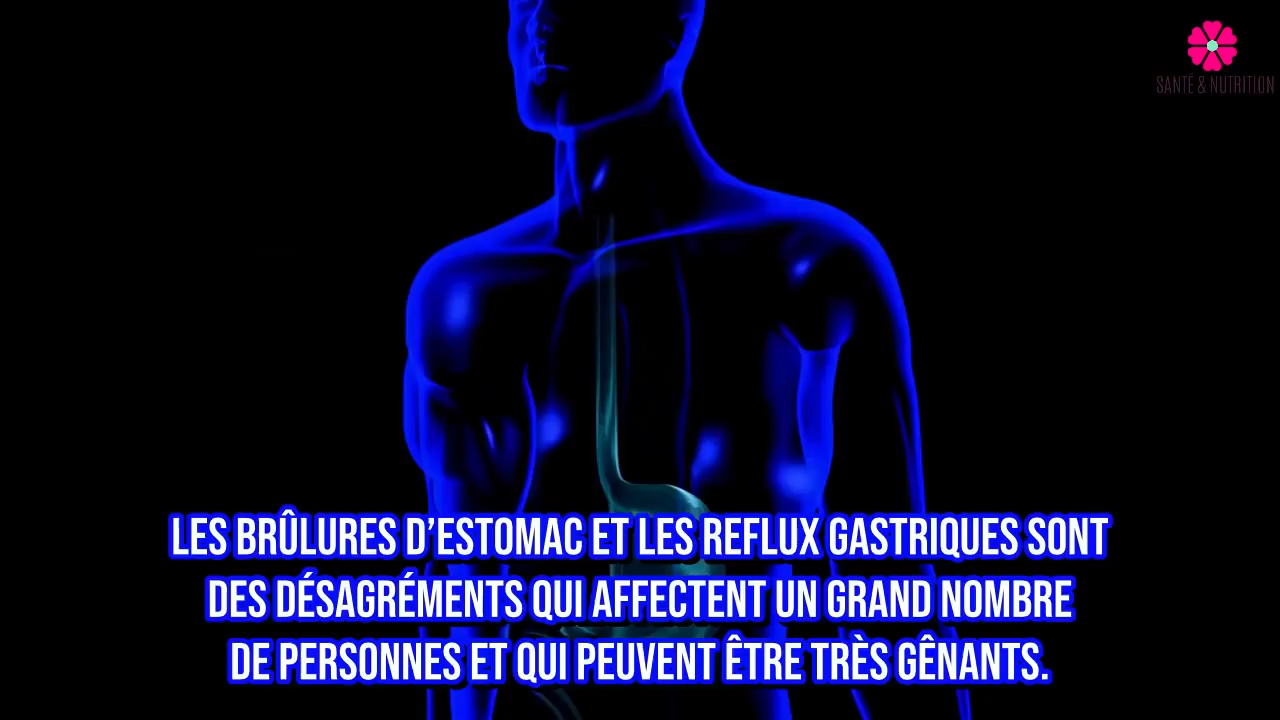 SANTÉ & NUTRITION
LES BRÛLURES D’ESTOMAC ET LES REFLUX GASTRIQUES SONT
DES DÉSAGRÉMENTS QUI AFFECTENT UN GRAND NOMBRE
DE PERSONNES ET QUI PEUVENT ÊTRE TRÈS GÊNANTS.